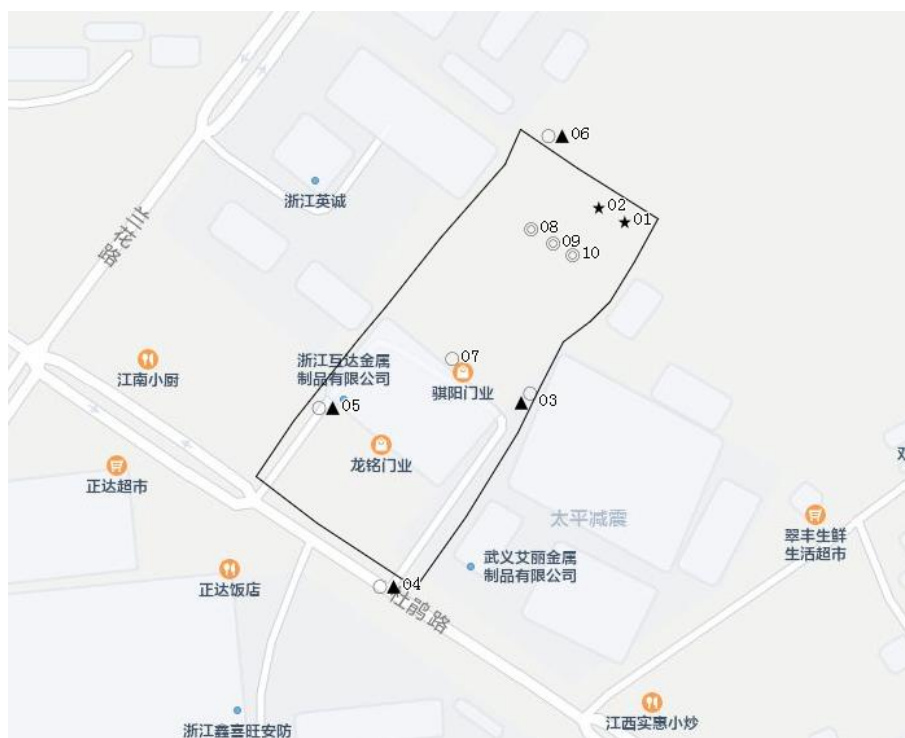 06
02
01
浙江英诚
08
09
10
兰花路
07
浙江互达金属
制品有限公司
江南小厨
骐阳门业
03
05
龙铭门业
正达超市
太平减震
翠丰生鲜
生活超市
武义艾丽金属
制品有限公司
正达饭店
04
杜鹃路
江西实惠小炒
浙江鑫喜旺安防